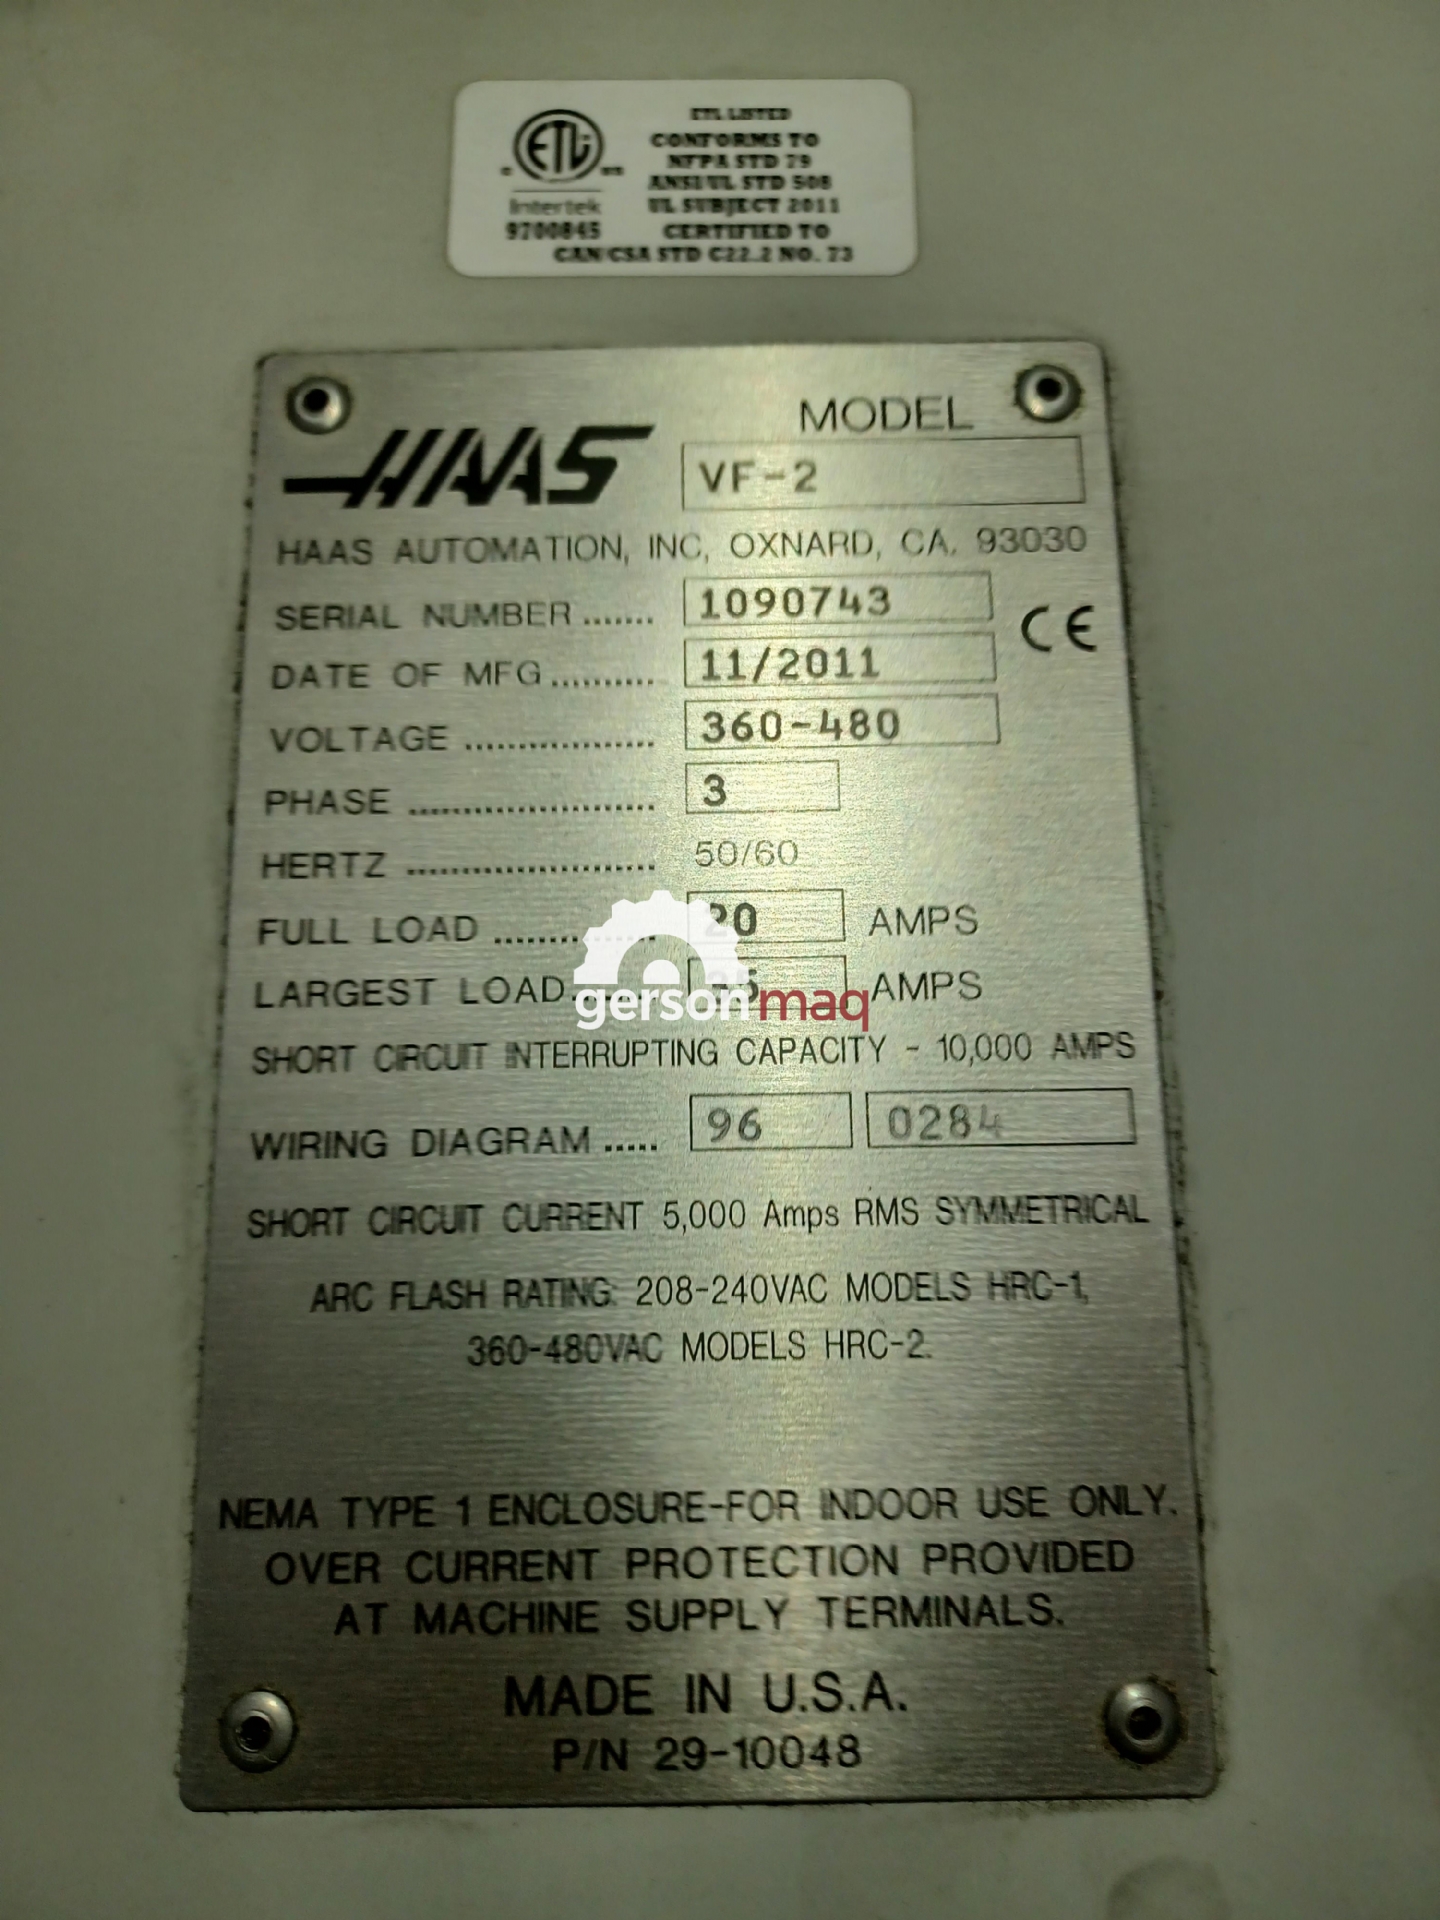 ETL LISTED
CONFORMS TO
NFPA STD 79
ANSI/UL STD 508
UL SUBJECT 2011
CERTIFIED TO
CAN/CSA STD C22.2 NO. 73
ETL
Intertek
9700845
MODEL
HAAS VF-2
HAAS AUTOMATION, INC, OXNARD, CA. 93030
SERIAL NUMBER ....... 1090743
CE
DATE OF MFG .......... 11/2011
VOLTAGE .................. 360-480
PHASE ....................... 3
HERTZ ....................... 50/60
FULL LOAD ............... 20 AMPS
LARGEST LOAD AMPS
gersonmaq
SHORT CIRCUIT INTERRUPTING CAPACITY - 10,000 AMPS
WIRING DIAGRAM ..... 96 0284
SHORT CIRCUIT CURRENT 5,000 Amps RMS SYMMETRICAL
ARC FLASH RATING: 208-240VAC MODELS HRC-1,
360-480VAC MODELS HRC-2.
NEMA TYPE 1 ENCLOSURE-FOR INDOOR USE ONLY.
OVER CURRENT PROTECTION PROVIDED
AT MACHINE SUPPLY TERMINALS.
MADE IN U.S.A.
P/N 29-10048